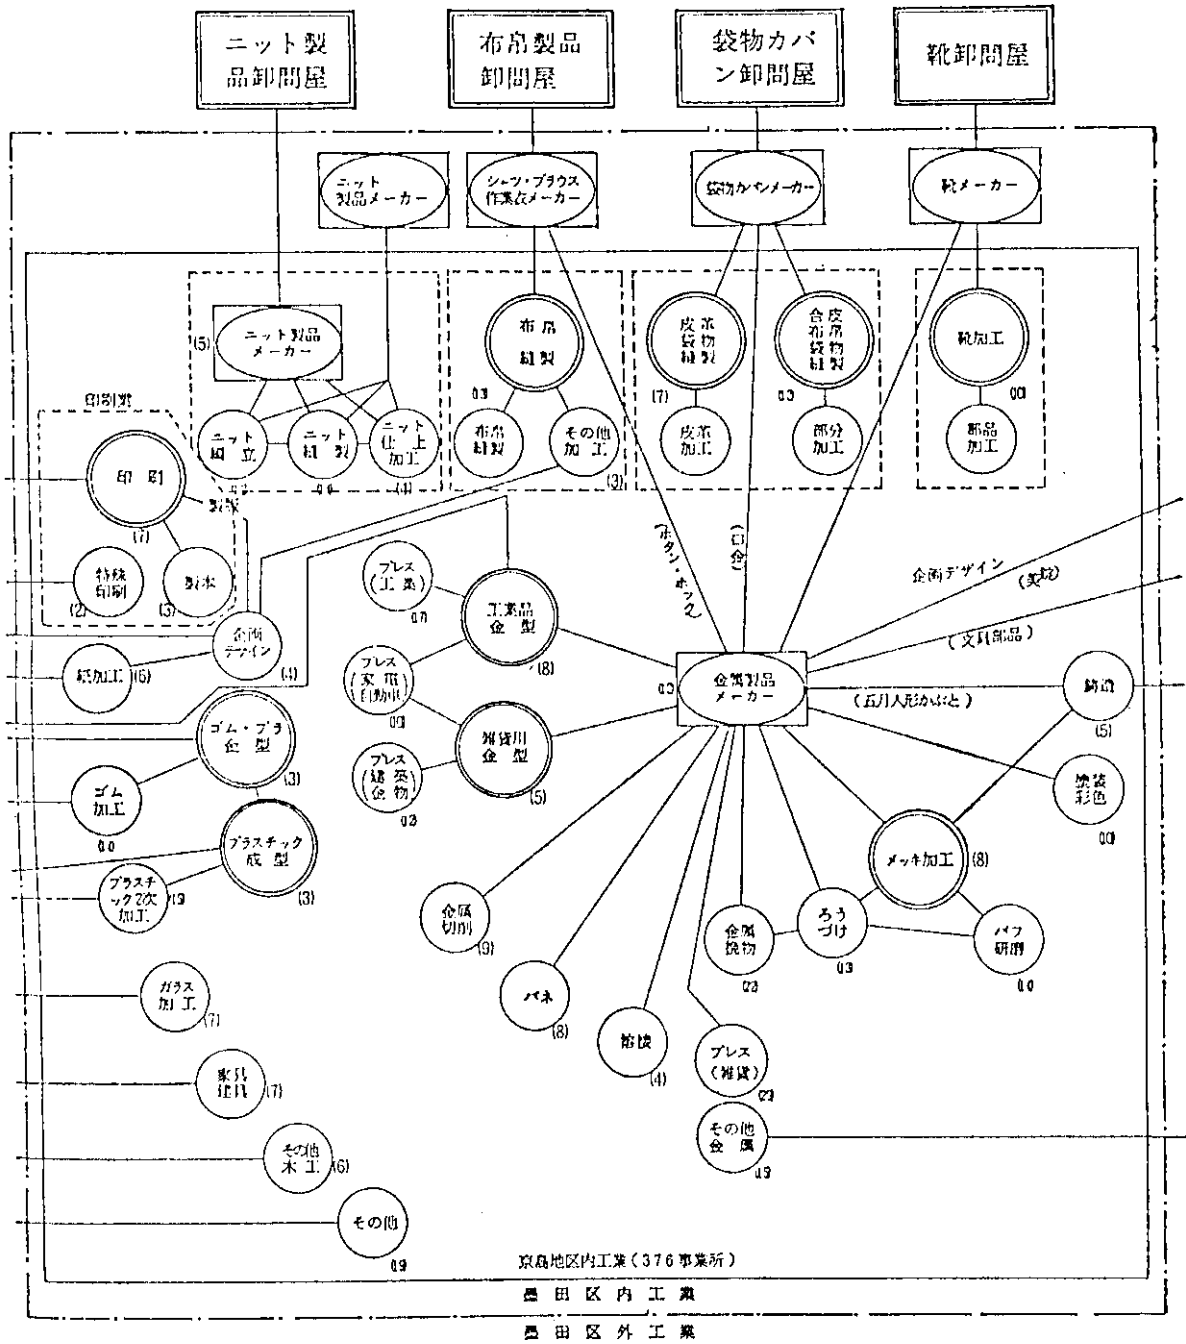 ニット製
品卸問屋
布帛製品
卸問屋
袋物カバ
ン卸問屋
靴卸問屋
ニット
製品メーカー
シャツ・ブラウス
作業衣メーカー
袋物カバンメーカー
靴メーカー
ニット製品
メーカー
(5)
布帛
縫製
皮革
袋物
縫製
(7)
合皮
布帛
袋物
縫製
靴加工
印刷業
ニット
編立
ニット
縫製
ニット
仕上
加工
(4)
布帛
縫製
その他
加工
(3)
皮革
加工
部分
加工
部品
加工
印刷
(7)
特殊
印刷
(2)
製本
(3)
企画
デザイン
(4)
紙加工
(6)
プレス
(工業)
工業品
金型
(8)
プレス
(家電
自動車)
雑貨用
金型
(5)
プレス
(建築
金物)
(ボタン・ホック)
(口金)
企画デザイン
(文具部品)
金属製品
メーカー
(五月人形かぶと)
鋳造
(5)
塗装
彩色
ゴム・プラ
金型
(3)
ゴム
加工
プラスチック
成型
(3)
プラスチ
ック2次
加工
メッキ加工
(8)
金属
切削
(9)
バネ
(8)
溶接
(4)
金属
挽物
ろう
づけ
バフ
研磨
プレス
(雑貨)
その他
金属
ガラス
加工
(7)
家具
建具
(7)
その他
木工
(6)
その他
京島地区内工業(376事業所)
墨田区内工業
墨田区外工業